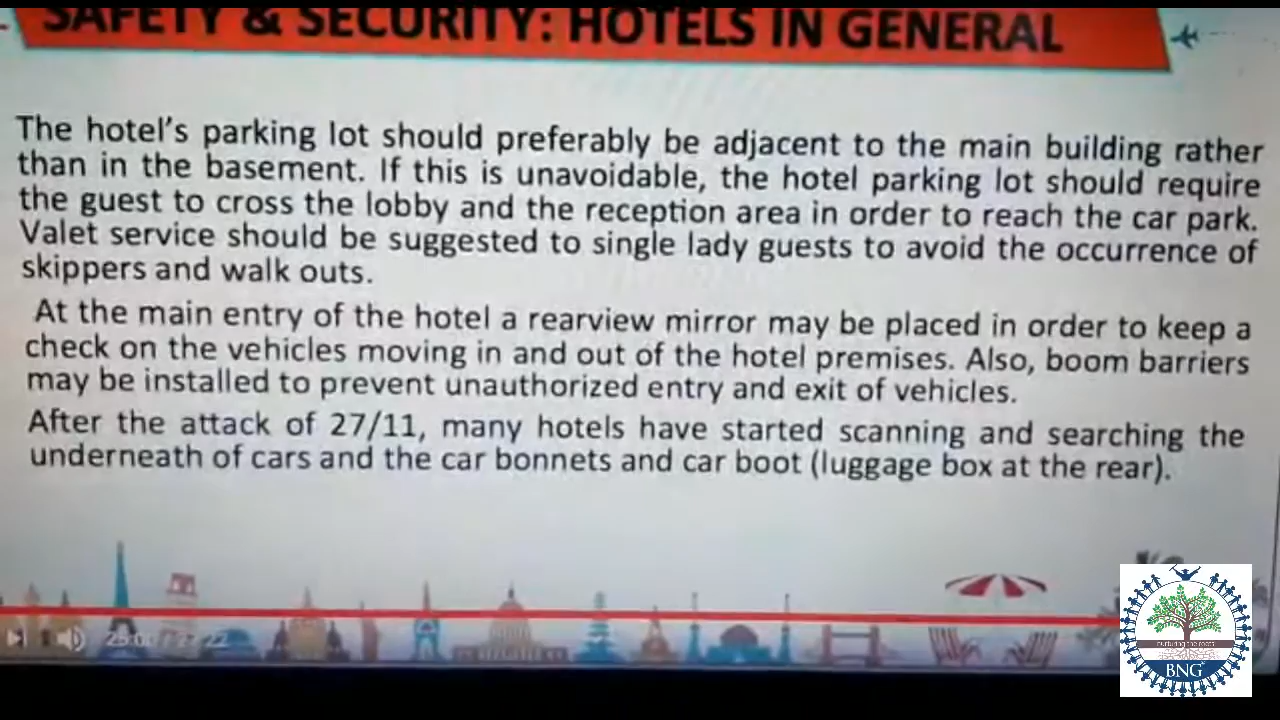 SAFETY & SECURITY: HOTELS IN GENERAL
The hotel's parking lot should preferably be adjacent to the main building rather
than in the basement. If this is unavoidable, the hotel parking lot should require
the guest to cross the lobby and the reception area in order to reach the car park.
Valet service should be suggested to single lady guests to avoid the occurrence of
skippers and walk outs.
At the main entry of the hotel a rearview mirror may be placed in order to keep a
check on the vehicles moving in and out of the hotel premises. Also, boom barriers
may be installed to prevent unauthorized entry and exit of vehicles.
After the attack of 27/11, many hotels have started scanning and searching the
underneath of cars and the car bonnets and car boot (luggage box at the rear).
nurturing the roots
BNG